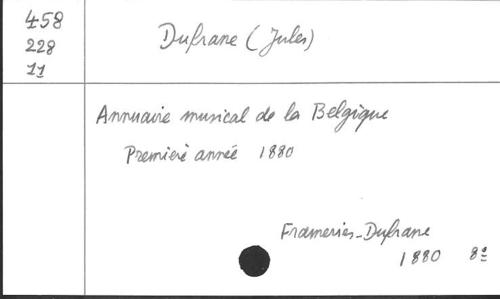 458
228
11
Dufrane (Jules)
Annuaire musical de la Belgique
Première année 1880
Frameries-Dufrane
1880 8º